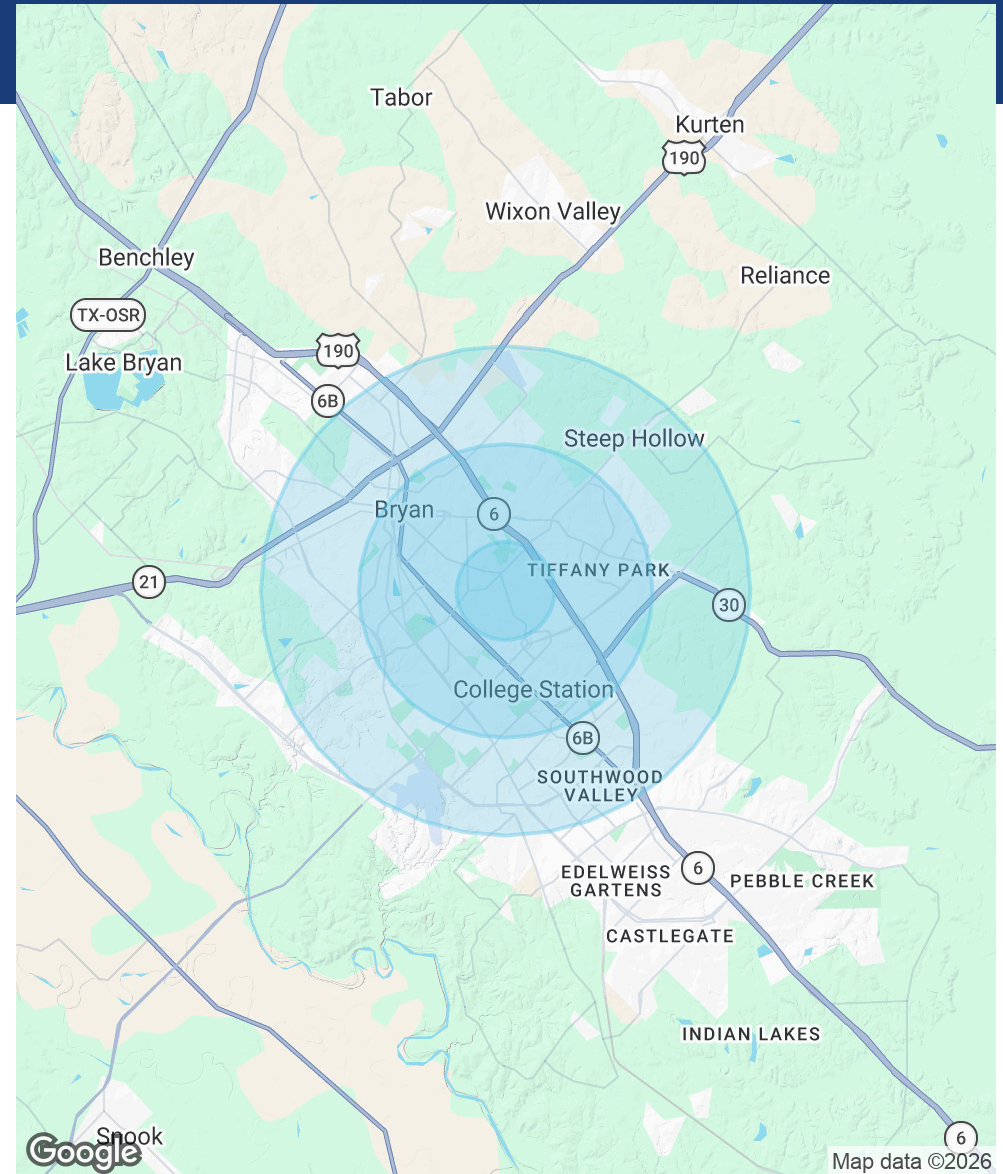 Tabor
Kurten
190
Wixon Valley
Benchley
Reliance
TX-OSR
190
Lake Bryan
6B
Steep Hollow
Bryan
6
TIFFANY PARK
21
30
College Station
6B
SOUTHWOOD
VALLEY
EDELWEISS
GARTENS
6
PEBBLE CREEK
CASTLEGATE
INDIAN LAKES
Snook
6
Google
Map data ©2026